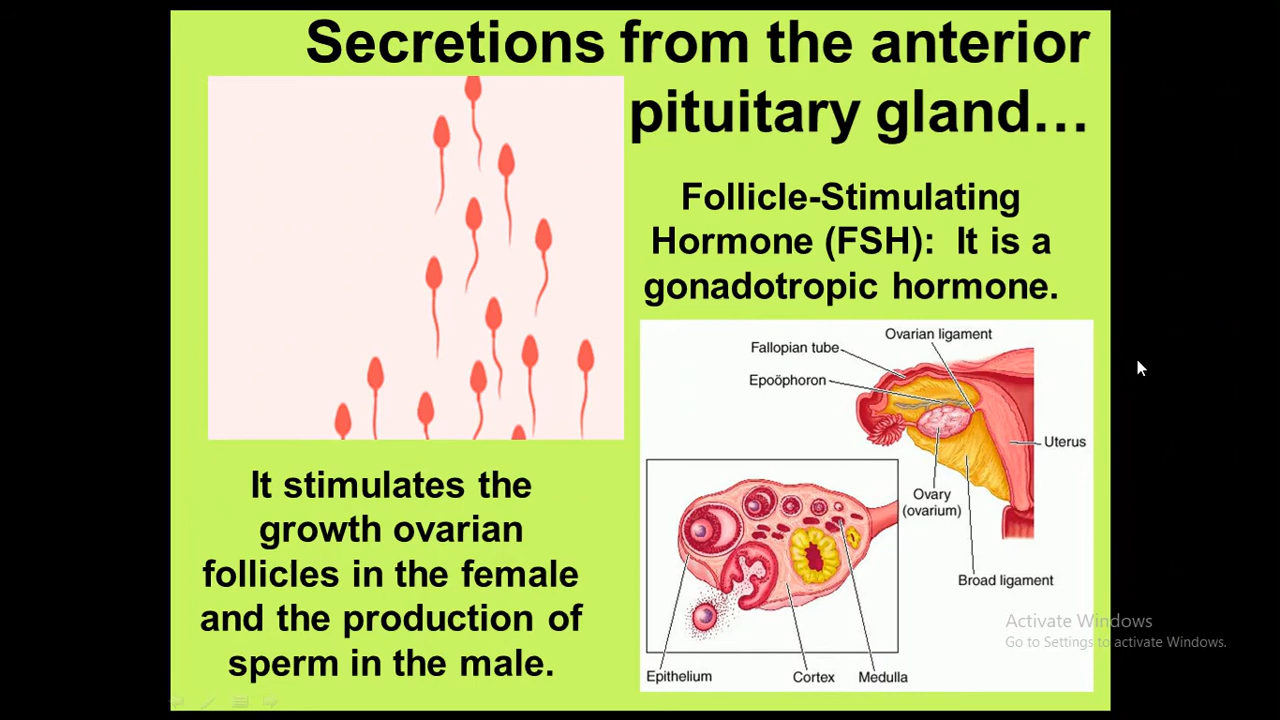 Secretions from the anterior
pituitary gland…
Follicle-Stimulating
Hormone (FSH):  It is a
gonadotropic hormone.
It stimulates the
growth ovarian
follicles in the female
and the production of
sperm in the male.
Ovarian ligament
Fallopian tube
Epoöphoron
Uterus
Ovary
(ovarium)
Broad ligament
Epithelium
Cortex
Medulla
Activate Windows
Go to Settings to activate Windows.